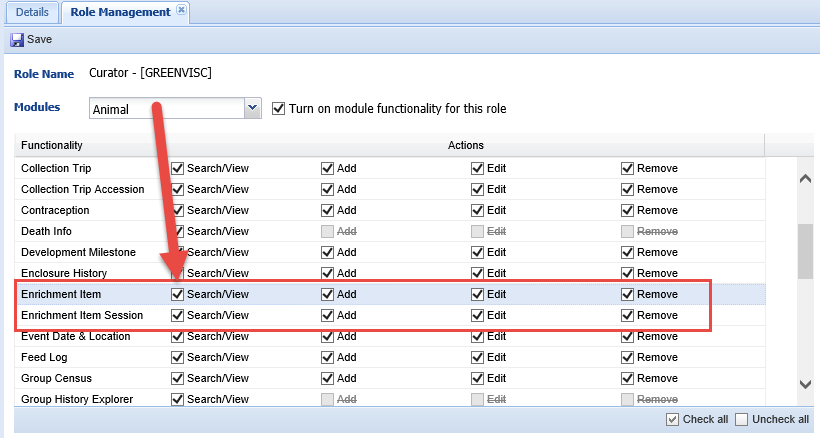 Details Role Management
Save
Role Name Curator - [GREENVISC]
Modules Animal Turn on module functionality for this role
Functionality Actions
Collection Trip Search/View Add Edit Remove
Collection Trip Accession Search/View Add Edit Remove
Contraception Search/View Add Edit Remove
Death Info Search/View Add Edit Remove
Development Milestone Search/View Add Edit Remove
Enclosure History Search/View Add Edit Remove
Enrichment Item Search/View Add Edit Remove
Enrichment Item Session Search/View Add Edit Remove
Event Date & Location Search/View Add Edit Remove
Feed Log Search/View Add Edit Remove
Group Census Search/View Add Edit Remove
Group History Explorer Search/View Add Edit Remove
Check all Uncheck all